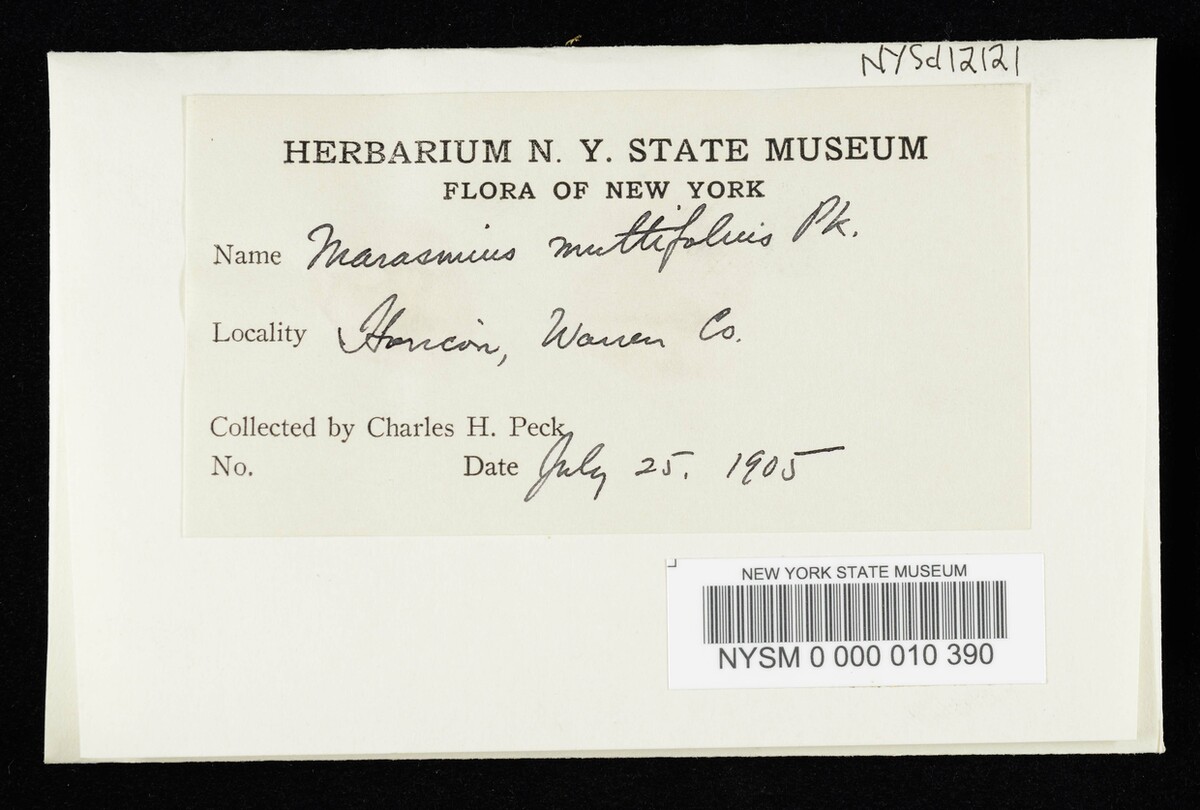 NYSd12121
HERBARIUM N. Y. STATE MUSEUM
FLORA OF NEW YORK
Name Marasmius multifolius Pk.
Locality Horicon, Warren Co.
Collected by Charles H. Peck
No. Date July 25. 1905
NEW YORK STATE MUSEUM
NYSM 0 000 010 390